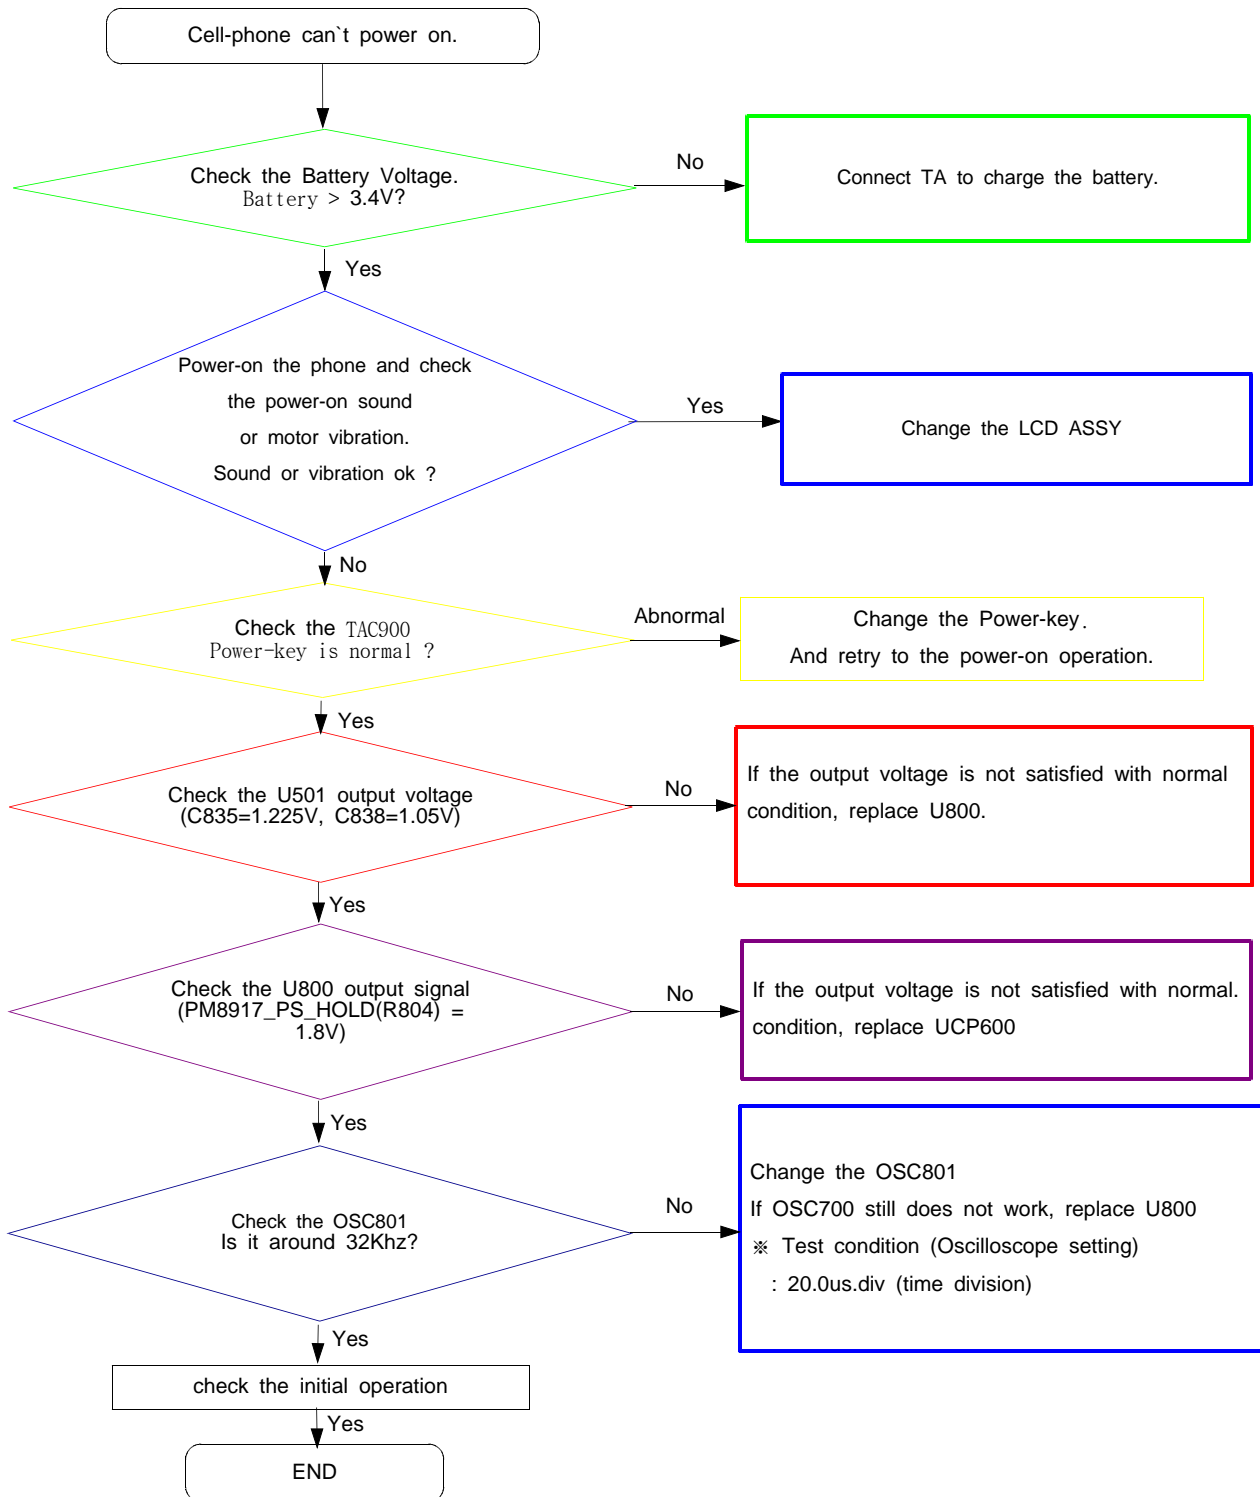 Cell-phone can`t power on.
Check the Battery Voltage.
Battery > 3.4V?
No
Connect TA to charge the battery.
Yes
Power-on the phone and check
the power-on sound
or motor vibration.
Sound or vibration ok ?
Yes
Change the LCD ASSY
No
Check the TAC900
Power-key is normal ?
Abnormal
Change the Power-key.
And retry to the power-on operation.
Yes
Check the U501 output voltage
(C835=1.225V, C838=1.05V)
No
If the output voltage is not satisfied with normal
condition, replace U800.
Yes
Check the U800 output signal
(PM8917_PS_HOLD(R804) =
1.8V)
No
If the output voltage is not satisfied with normal.
condition, replace UCP600
Yes
Check the OSC801
Is it around 32Khz?
No
Change the OSC801
If OSC700 still does not work, replace U800
※ Test condition (Oscilloscope setting)
: 20.0us.div (time division)
Yes
check the initial operation
Yes
END